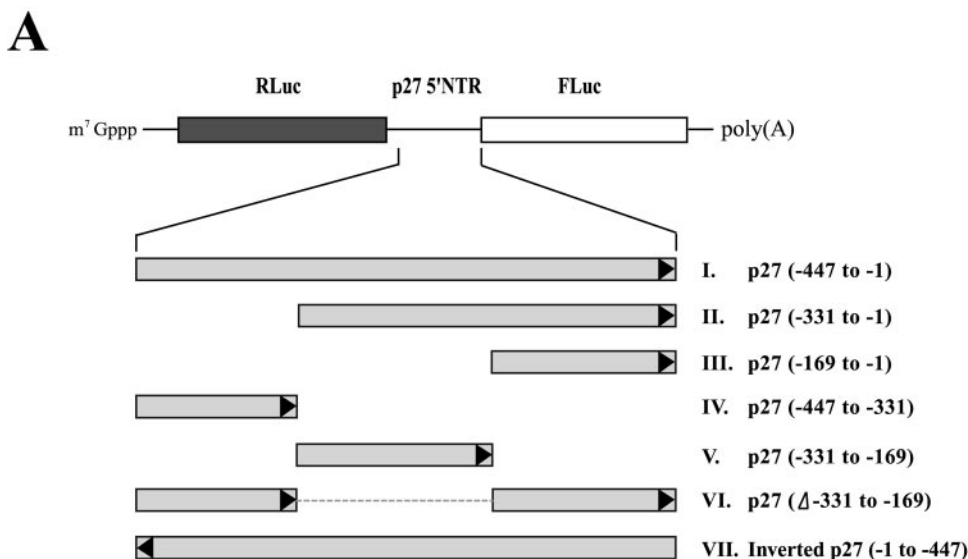 A
RLuc p27 5'NTR FLuc
m⁷ Gppp poly(A)
I. p27 (-447 to -1)
II. p27 (-331 to -1)
III. p27 (-169 to -1)
IV. p27 (-447 to -331)
V. p27 (-331 to -169)
VI. p27 (Δ-331 to -169)
VII. Inverted p27 (-1 to -447)